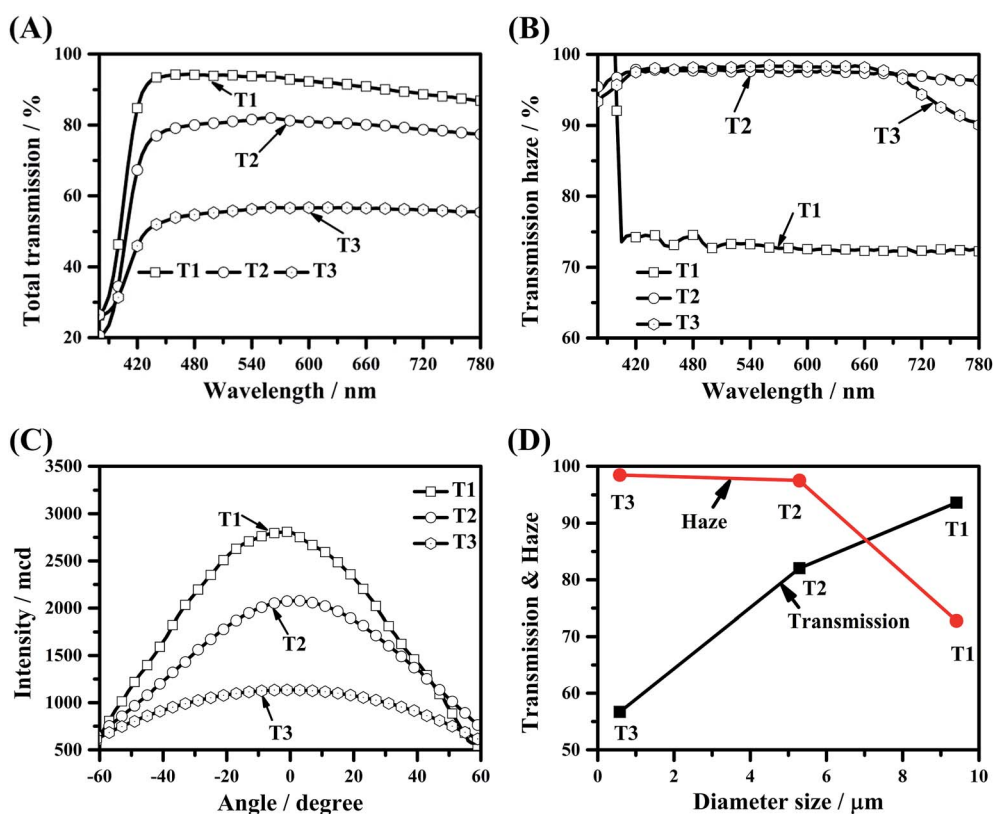 (A)
Total transmission / %
100
80
60
40
20
T1
T2
T3
T1 T2 T3
420 480 540 600 660 720 780
Wavelength / nm
(B)
Transmission haze / %
100
90
80
70
60
T2
T3
T1
T1
T2
T3
420 480 540 600 660 720 780
Wavelength / nm
(C)
Intensity / mcd
3500
3000
2750
2500
2000
1750
1500
1250
1000
750
500
T1
T2
T3
T1
T2
T3
-60 -40 -20 0 20 40 60
Angle / degree
(D)
Transmission & Haze
100
90
80
70
60
50
T3
Haze
T2
T1
T2
Transmission
T1
T3
0 2 4 6 8 10
Diameter size / μm